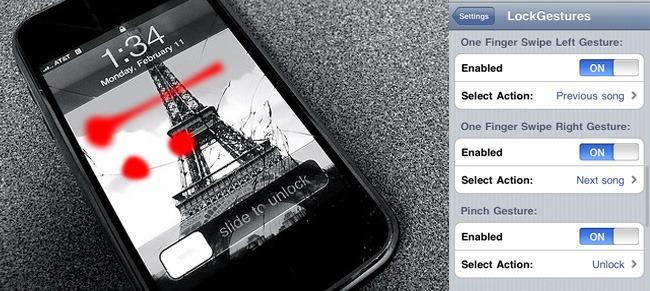 AT&T
1:34
Monday, February 11
slide to unlock
Settings
LockGestures
One Finger Swipe Left Gesture:
Enabled ON
Select Action: Previous song
One Finger Swipe Right Gesture:
Enabled ON
Select Action: Next song
Pinch Gesture:
Enabled ON
Select Action: Unlock